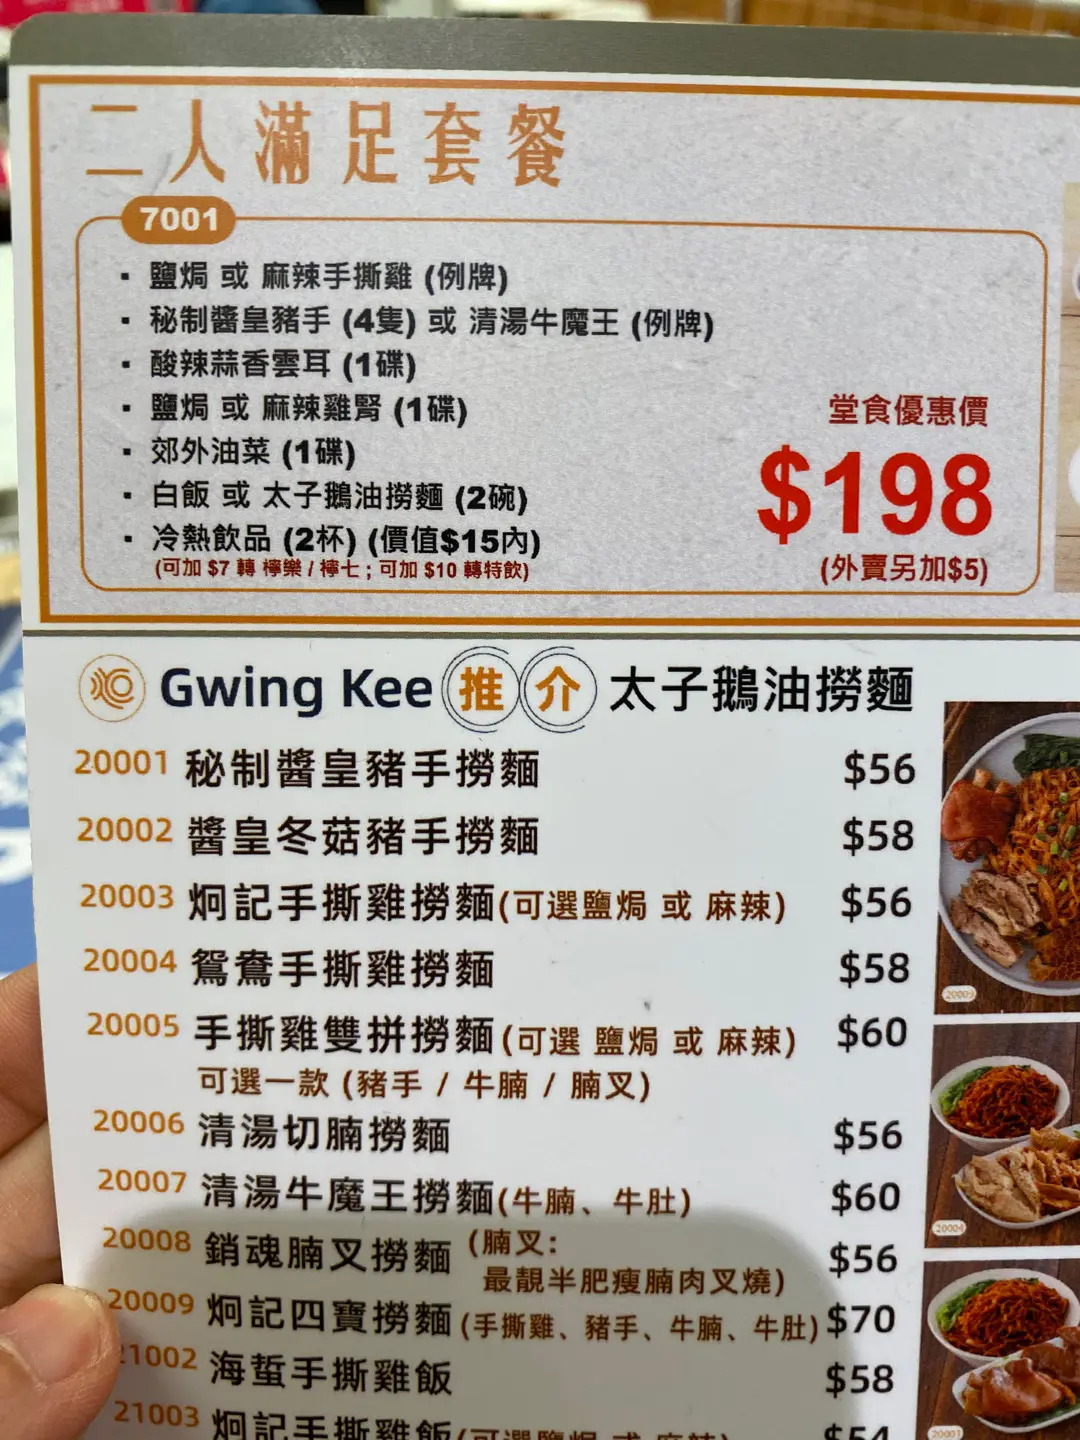 二人滿足套餐
7001
▪ 鹽焗 或 麻辣手撕雞 (例牌)
▪ 秘制醬皇豬手 (4隻) 或 清湯牛魔王 (例牌)
▪ 酸辣蒜香雲耳 (1碟)
▪ 鹽焗 或 麻辣雞腎 (1碟)
▪ 郊外油菜 (1碟)
▪ 白飯 或 太子鵝油撈麵 (2碗)
▪ 冷熱飲品 (2杯) (價值$15內)
(可加 $7 轉 檸樂 / 檸七 ; 可加 $10 轉特飲)
堂食優惠價
$198
(外賣另加$5)
Gwing Kee 推介 太子鵝油撈麵
20001 秘制醬皇豬手撈麵 $56
20002 醬皇冬菇豬手撈麵 $58
20003 炯記手撕雞撈麵(可選鹽焗 或 麻辣) $56
20004 鴛鴦手撕雞撈麵 $58
20005 手撕雞雙拼撈麵(可選 鹽焗 或 麻辣) $60
可選一款 (豬手 / 牛腩 / 腩叉)
20006 清湯切腩撈麵 $56
20007 清湯牛魔王撈麵(牛腩、牛肚) $60
20008 銷魂腩叉撈麵 (腩叉: $56
最靚半肥瘦腩肉叉燒)
20009 炯記四寶撈麵(手撕雞、豬手、牛腩、牛肚) $70
21002 海蜇手撕雞飯 $58
21003 炯記手撕雞飯(可選鹽焗 或 麻辣) $54
20003
20004
20001